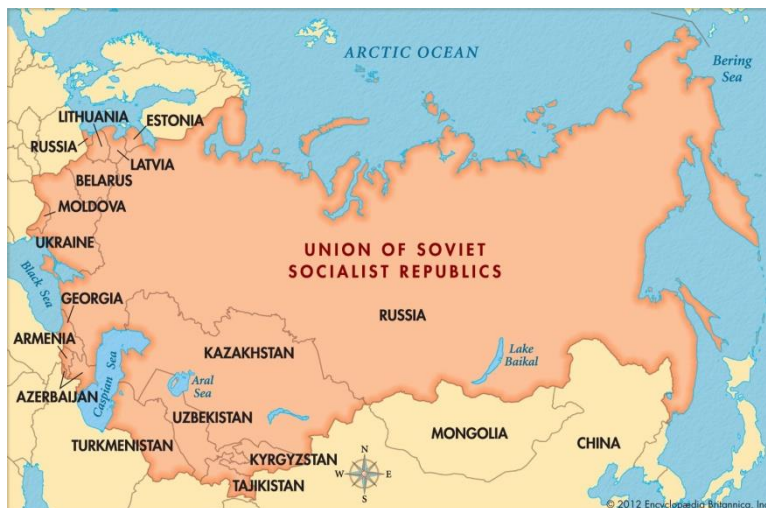 ARCTIC OCEAN
Bering
Sea
LITHUANIA
ESTONIA
RUSSIA
LATVIA
BELARUS
MOLDOVA
UKRAINE
UNION OF SOVIET
SOCIALIST REPUBLICS
Black Sea
GEORGIA
RUSSIA
ARMENIA
KAZAKHSTAN
Lake
Baikal
Caspian Sea
Aral
Sea
AZERBAIJAN
UZBEKISTAN
TURKMENISTAN
MONGOLIA
CHINA
KYRGYZSTAN
TAJIKISTAN
N
W
E
S
© 2012 Encyclopædia Britannica, Inc